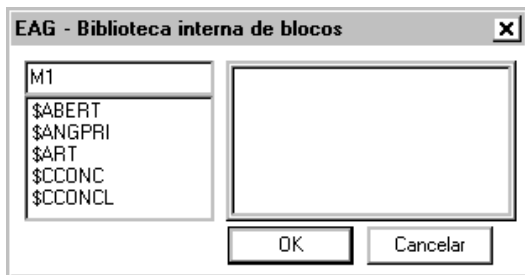 EAG - Biblioteca interna de blocos
M1
$ABERT
$ANGPRI
$ART
$CCONC
$CCONCL
OK
Cancelar